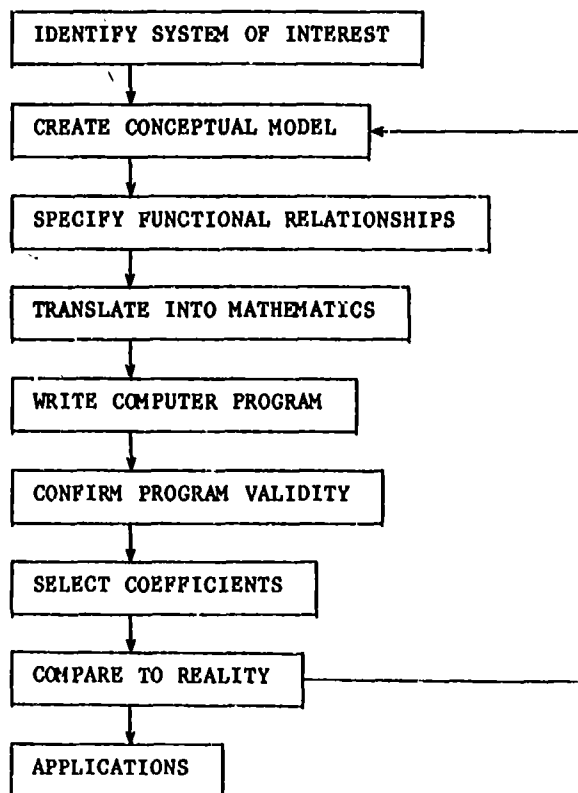 IDENTIFY SYSTEM OF INTEREST
CREATE CONCEPTUAL MODEL
SPECIFY FUNCTIONAL RELATIONSHIPS
TRANSLATE INTO MATHEMATICS
WRITE COMPUTER PROGRAM
CONFIRM PROGRAM VALIDITY
SELECT COEFFICIENTS
COMPARE TO REALITY
APPLICATIONS